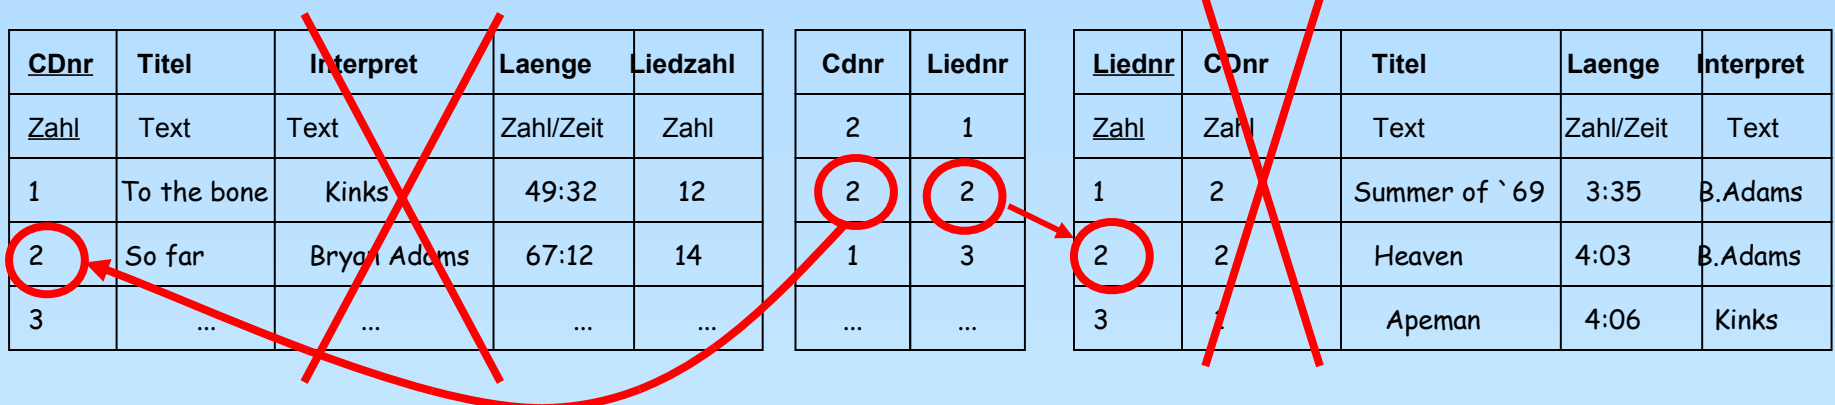 CDnr Titel Interpret Laenge Liedzahl Cdnr Liednr Liednr CDnr Titel Laenge Interpret
Zahl Text Text Zahl/Zeit Zahl 2 1 Zahl Zahl Text Zahl/Zeit Text
1 To the bone Kinks 49:32 12 2 2 1 2 Summer of `69 3:35 B.Adams
2 So far Bryan Adams 67:12 14 1 3 2 2 Heaven 4:03 B.Adams
3 ... ... ... ... ... ... 3 1 Apeman 4:06 Kinks